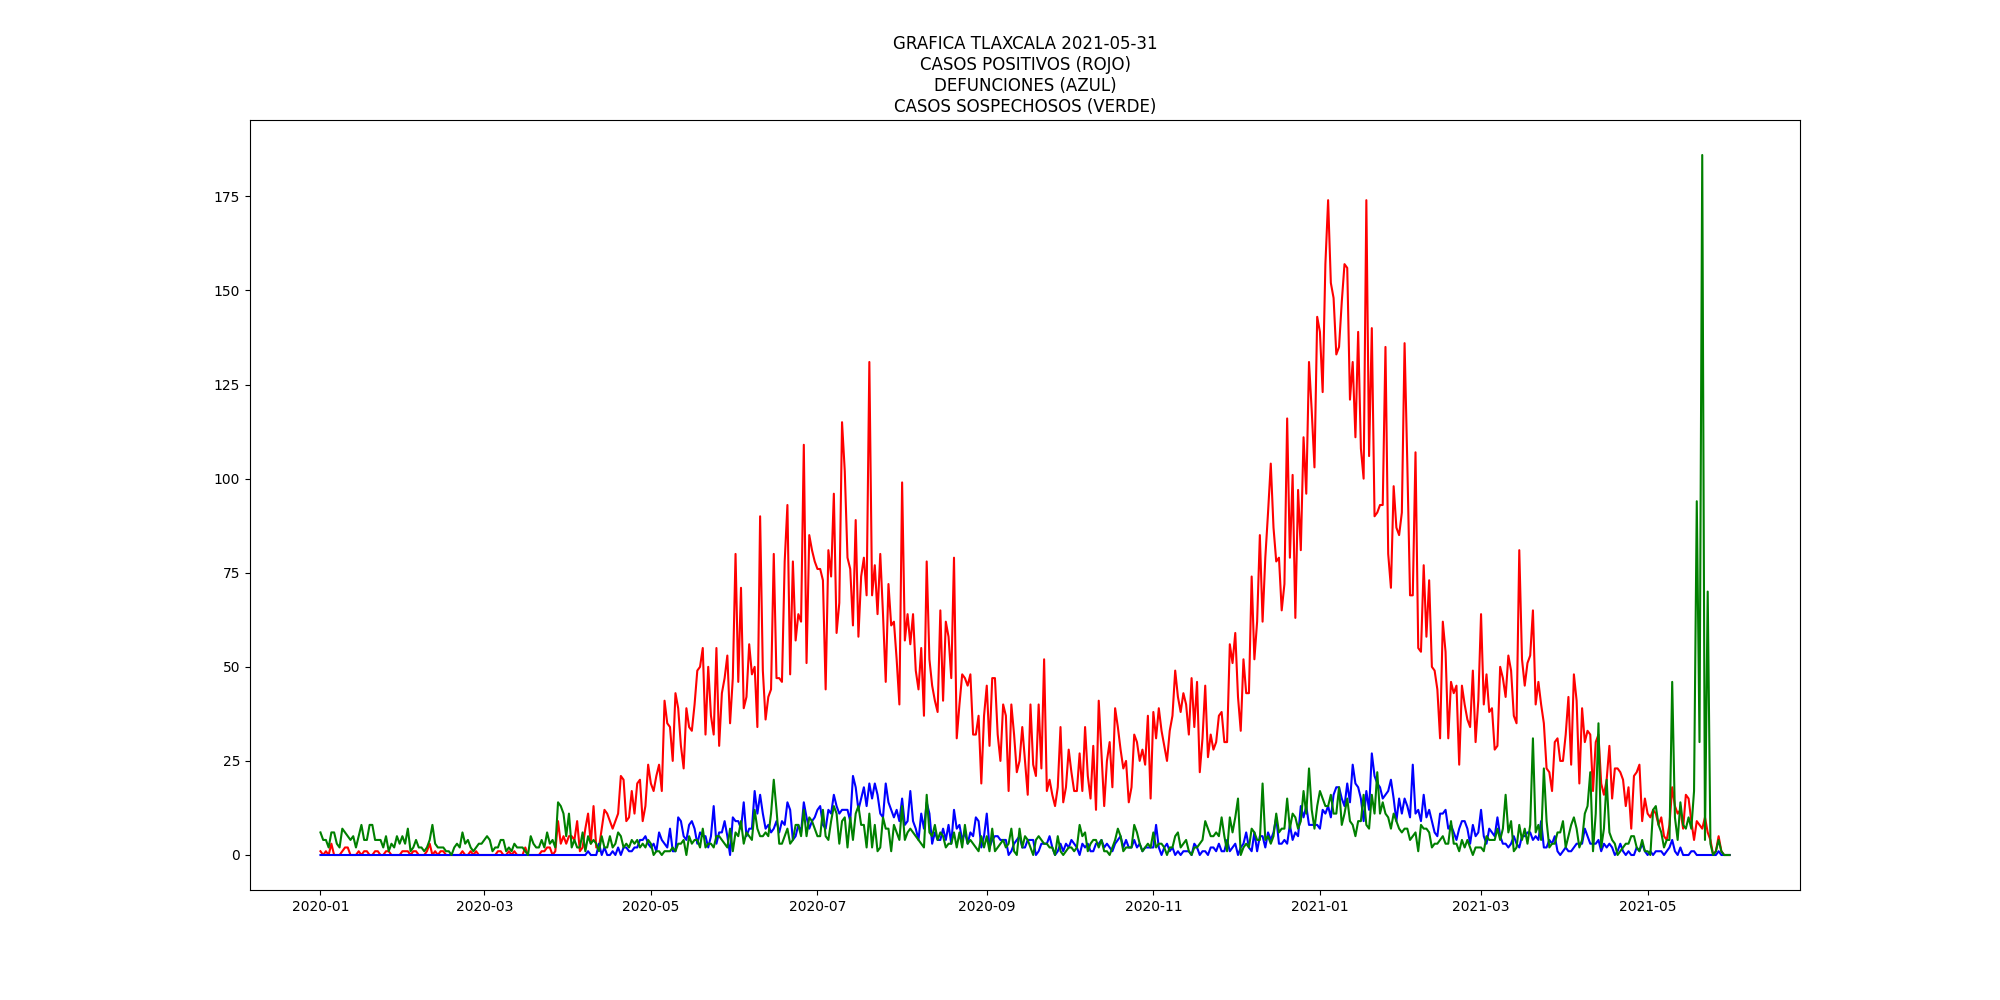 GRAFICA TLAXCALA 2021-05-31
CASOS POSITIVOS (ROJO)
DEFUNCIONES (AZUL)
CASOS SOSPECHOSOS (VERDE)
175
150
125
100
75
50
25
0
2020-01 2020-03 2020-05 2020-07 2020-09 2020-11 2021-01 2021-03 2021-05